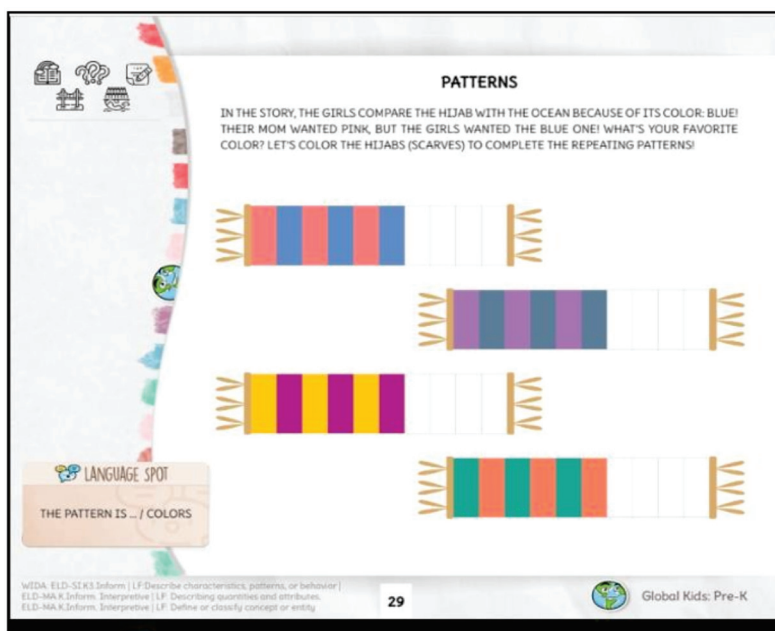 PATTERNS
IN THE STORY, THE GIRLS COMPARE THE HIJAB WITH THE OCEAN BECAUSE OF ITS COLOR: BLUE!
THEIR MOM WANTED PINK, BUT THE GIRLS WANTED THE BLUE ONE! WHAT'S YOUR FAVORITE
COLOR? LET'S COLOR THE HIJABS (SCARVES) TO COMPLETE THE REPEATING PATTERNS!
LANGUAGE SPOT
THE PATTERN IS ... / COLORS
WIDA: ELD-SI.K3.Inform | LF:Describe characteristics, patterns, or behavior |
ELD-MA.K.Inform. Interpretive | LF: Describing quantities and attributes.
ELD-MA.K.Inform. Interpretive | LF: Define or classify concept or entity
29
Global Kids: Pre-K